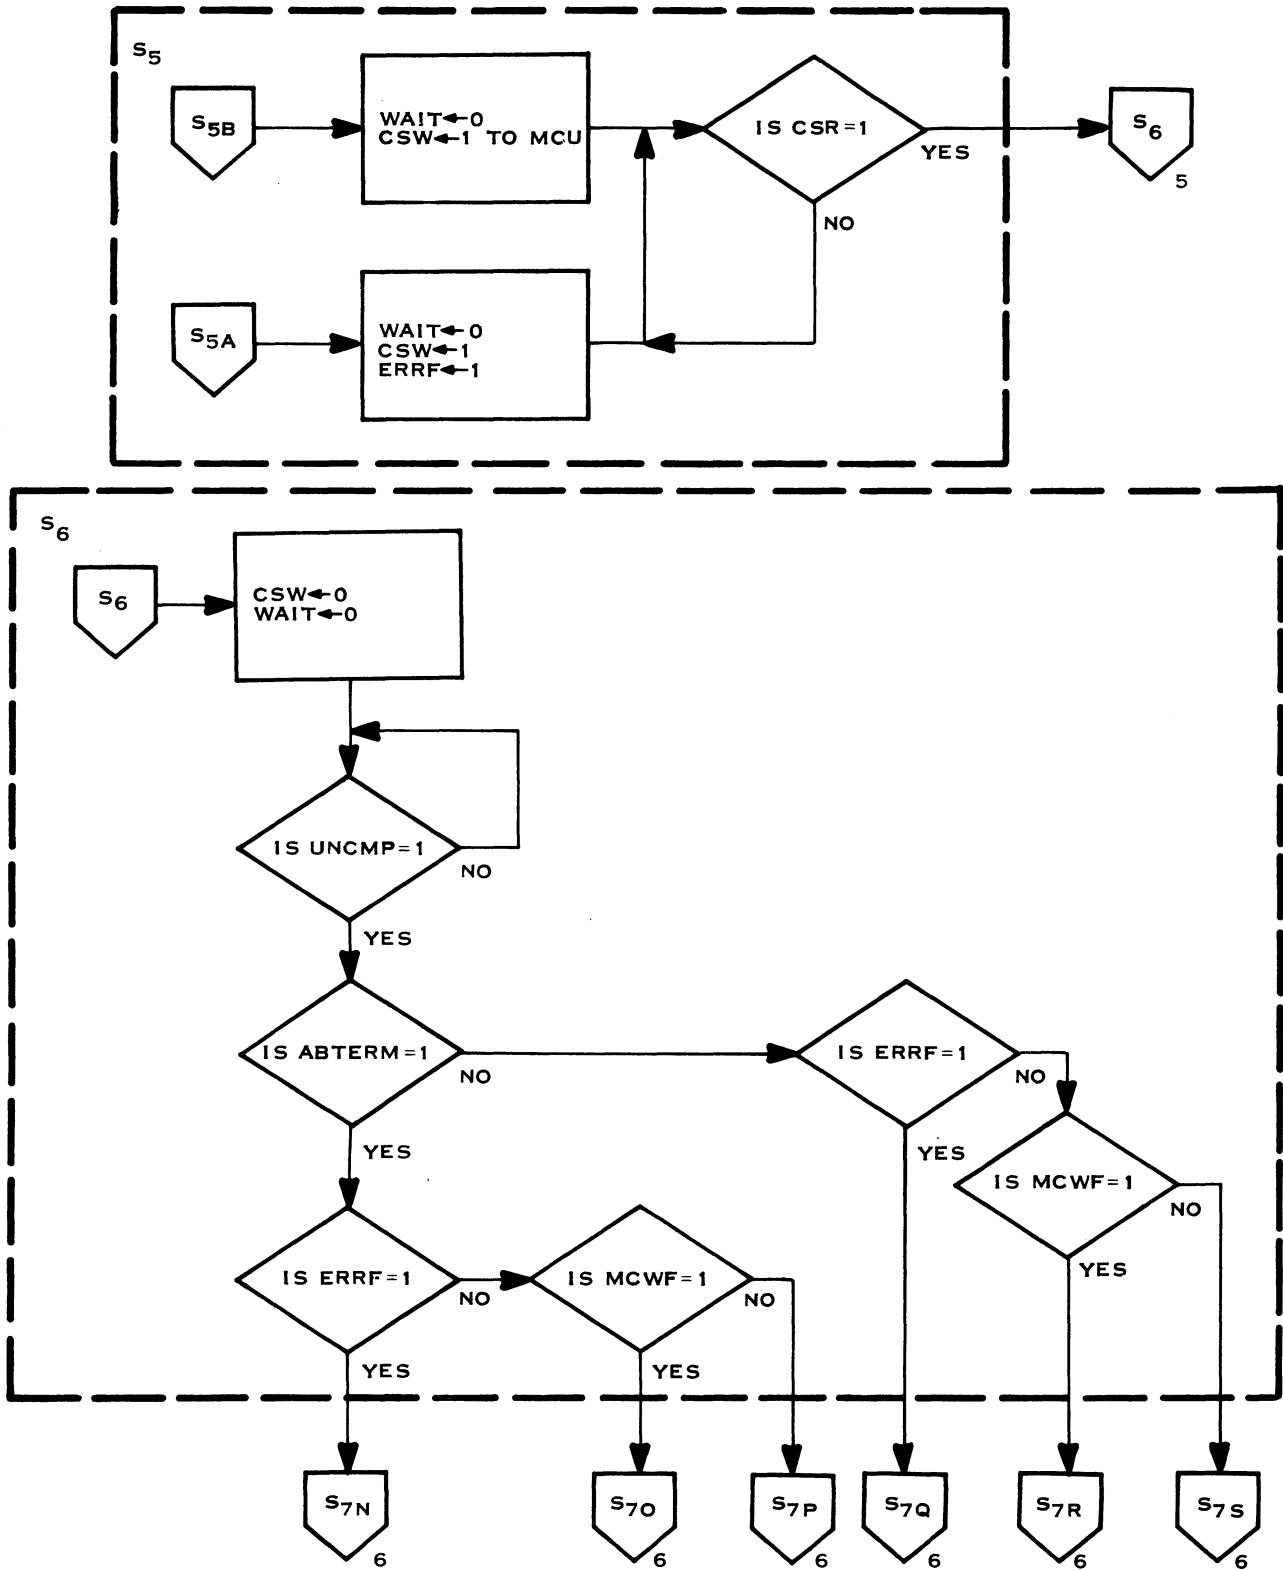 S5
S5B
WAIT←0
CSW←1 TO MCU
IS CSR=1
YES
S6
5
NO
S5A
WAIT←0
CSW←1
ERRF←1
S6
S6
CSW←0
WAIT←0
IS UNCMP=1
NO
YES
IS ABTERM=1
NO
YES
IS ERRF=1
NO
YES
IS MCWF=1
NO
YES
IS ERRF=1
NO
YES
IS MCWF=1
NO
YES
S7N
6
S7O
6
S7P
6
S7Q
6
S7R
6
S7S
6